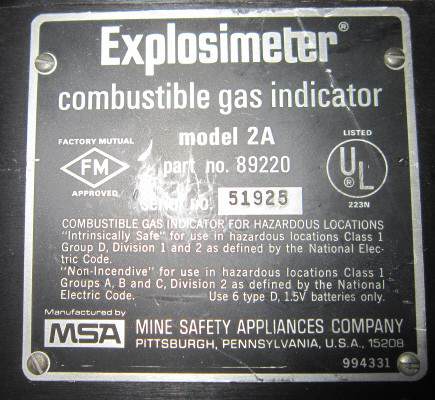 Explosimeter®
combustible gas indicator
FACTORY MUTUAL
FM
APPROVED
model 2A
part no. 89220
serial no. 51925
LISTED
UL®
223N
COMBUSTIBLE GAS INDICATOR FOR HAZARDOUS LOCATIONS
"Intrinsically Safe" for use in hazardous locations Class 1
Group D, Division 1 and 2 as defined by the National Elec-
tric Code.
"Non-Incendive" for use in hazardous locations Class 1
Groups A, B and C, Division 2 as defined by the National
Electric Code. Use 6 type D, 1.5V batteries only.
Manufactured by
MSA MINE SAFETY APPLIANCES COMPANY
PITTSBURGH, PENNSYLVANIA, U.S.A., 15208
994331